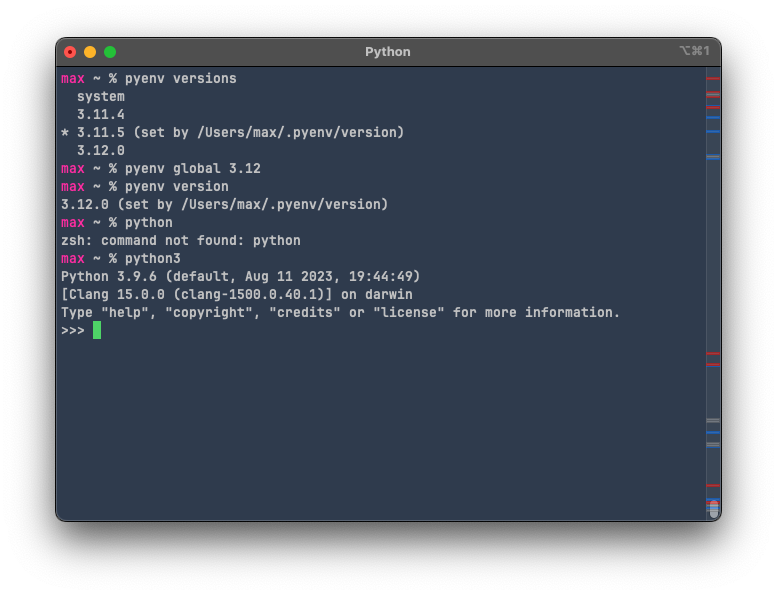 Python
⌥⌘1
max ~ % pyenv versions
  system
  3.11.4
* 3.11.5 (set by /Users/max/.pyenv/version)
  3.12.0
max ~ % pyenv global 3.12
max ~ % pyenv version
3.12.0 (set by /Users/max/.pyenv/version)
max ~ % python
zsh: command not found: python
max ~ % python3
Python 3.9.6 (default, Aug 11 2023, 19:44:49)
[Clang 15.0.0 (clang-1500.0.40.1)] on darwin
Type "help", "copyright", "credits" or "license" for more information.
>>>